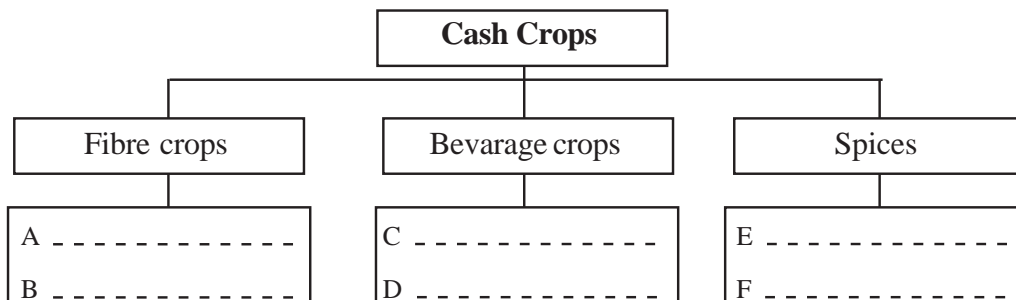 Cash Crops
Fibre crops
Bevarage crops
Spices
A _ _ _ _ _ _ _ _ _ _ _ _ _
B _ _ _ _ _ _ _ _ _ _ _ _ _
C _ _ _ _ _ _ _ _ _ _ _ _ _
D _ _ _ _ _ _ _ _ _ _ _ _ _
E _ _ _ _ _ _ _ _ _ _ _ _ _
F _ _ _ _ _ _ _ _ _ _ _ _ _